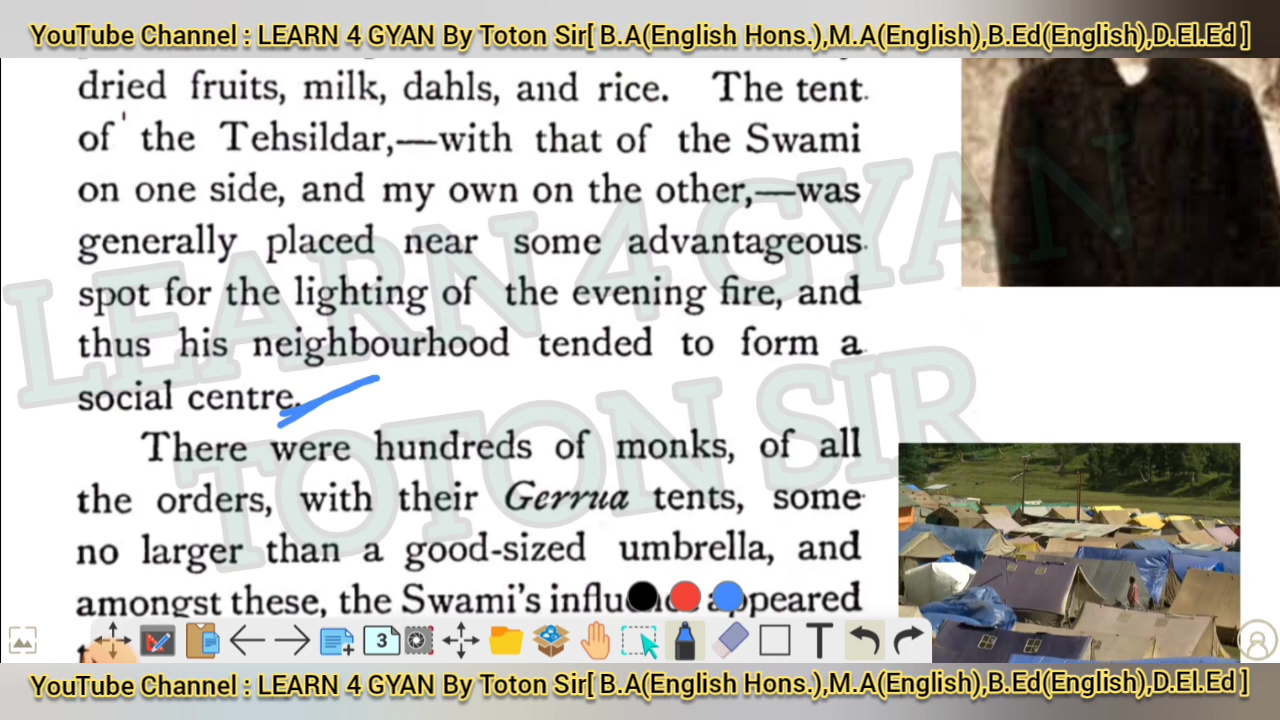 YouTube Channel : LEARN 4 GYAN By Toton Sir[ B.A(English Hons.),M.A(English),B.Ed(English),D.El.Ed ]
dried fruits, milk, dahls, and rice. The tent
of the Tehsildar,—with that of the Swami
on one side, and my own on the other,—was
generally placed near some advantageous
spot for the lighting of the evening fire, and
thus his neighbourhood tended to form a
social centre.
There were hundreds of monks, of all
the orders, with their Gerrua tents, some
no larger than a good-sized umbrella, and
amongst these, the Swami's influence appeared
LEARN 4 GYAN
TOTON SIR
3
T
YouTube Channel : LEARN 4 GYAN By Toton Sir[ B.A(English Hons.),M.A(English),B.Ed(English),D.El.Ed ]